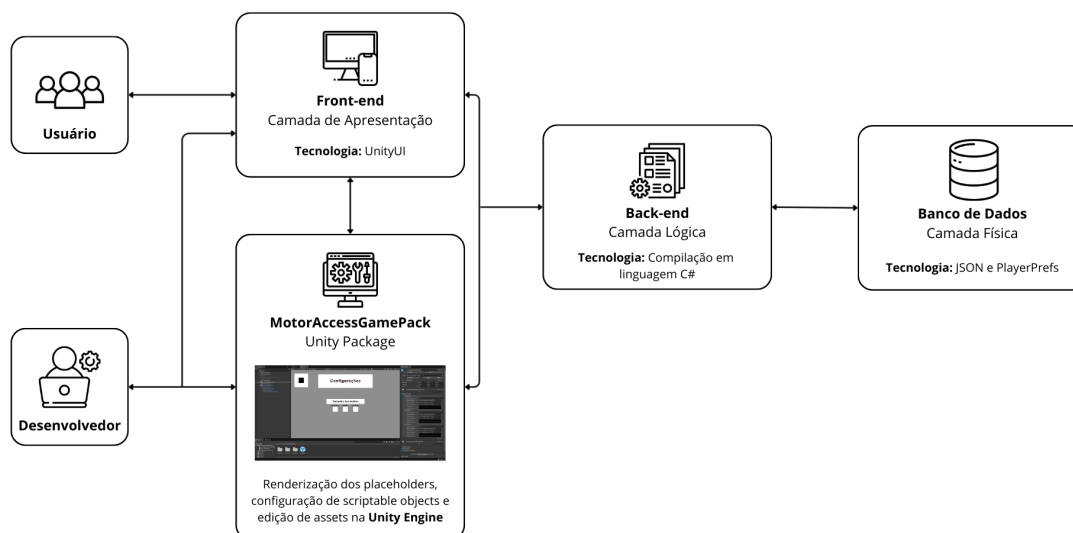 Usuário
Front-end
Camada de Apresentação
Tecnologia: UnityUI
Back-end
Camada Lógica
Tecnologia: Compilação em
linguagem C#
Banco de Dados
Camada Física
Tecnologia: JSON e PlayerPrefs
MotorAccessGamePack
Unity Package
Configurações
Desenvolvedor
Renderização dos placeholders,
configuração de scriptable objects e
edição de assets na Unity Engine